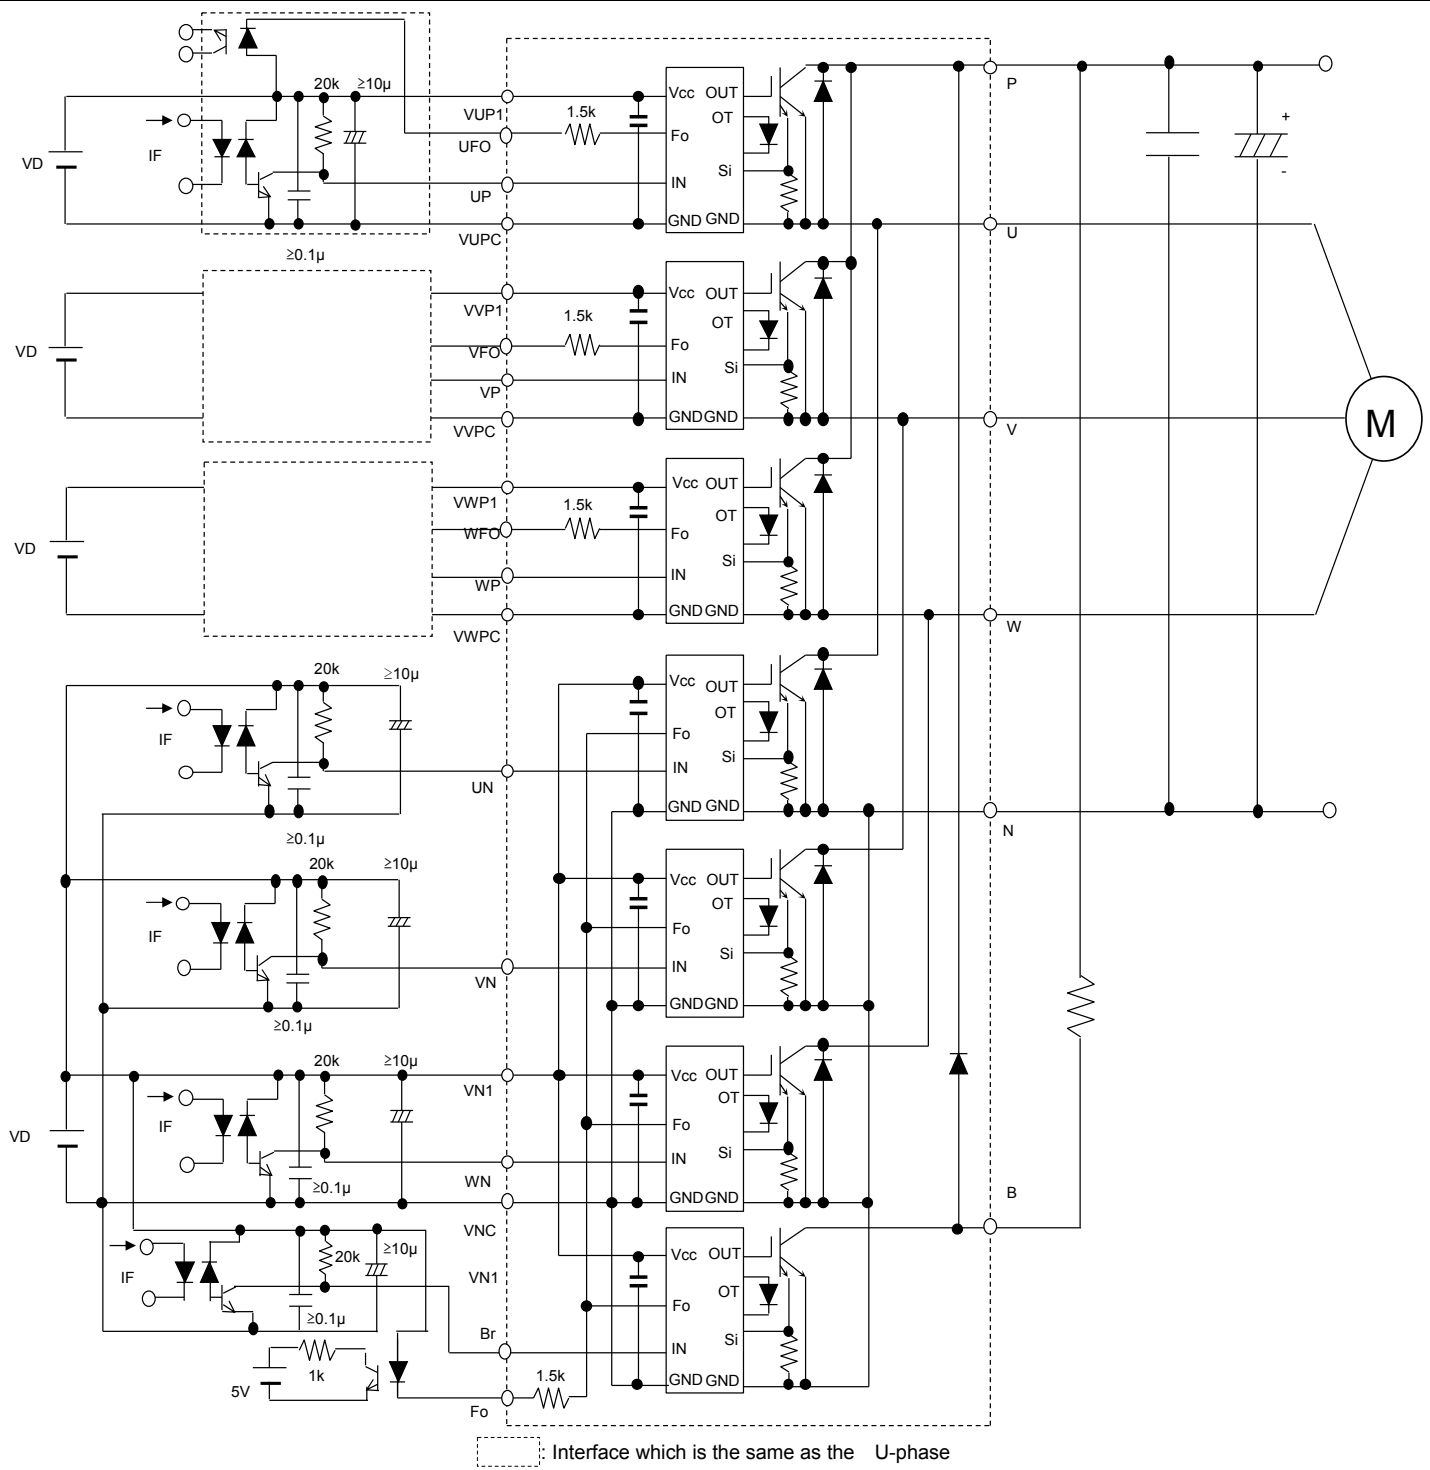 20k
≥10μ
VD
IF
≥0.1μ
VUP1
UFO
UP
VUPC
1.5k
Vcc
OUT
OT
Fo
Si
IN
GND
GND
P
U
+
-
VD
VVP1
VFO
VP
VVPC
1.5k
Vcc
OUT
OT
Fo
Si
IN
GND
GND
V
M
VD
VWP1
WFO
WP
VWPC
1.5k
Vcc
OUT
OT
Fo
Si
IN
GND
GND
W
20k
≥10μ
IF
≥0.1μ
UN
Vcc
OUT
OT
Fo
Si
IN
GND
GND
N
20k
≥10μ
IF
≥0.1μ
VN
Vcc
OUT
OT
Fo
Si
IN
GND
GND
20k
≥10μ
VD
IF
≥0.1μ
VN1
WN
VNC
Vcc
OUT
OT
Fo
Si
IN
GND
GND
B
IF
20k
≥10μ
≥0.1μ
VN1
Br
Vcc
OUT
OT
Fo
Si
IN
GND
GND
5V
1k
1.5k
Fo
: Interface which is the same as the U-phase